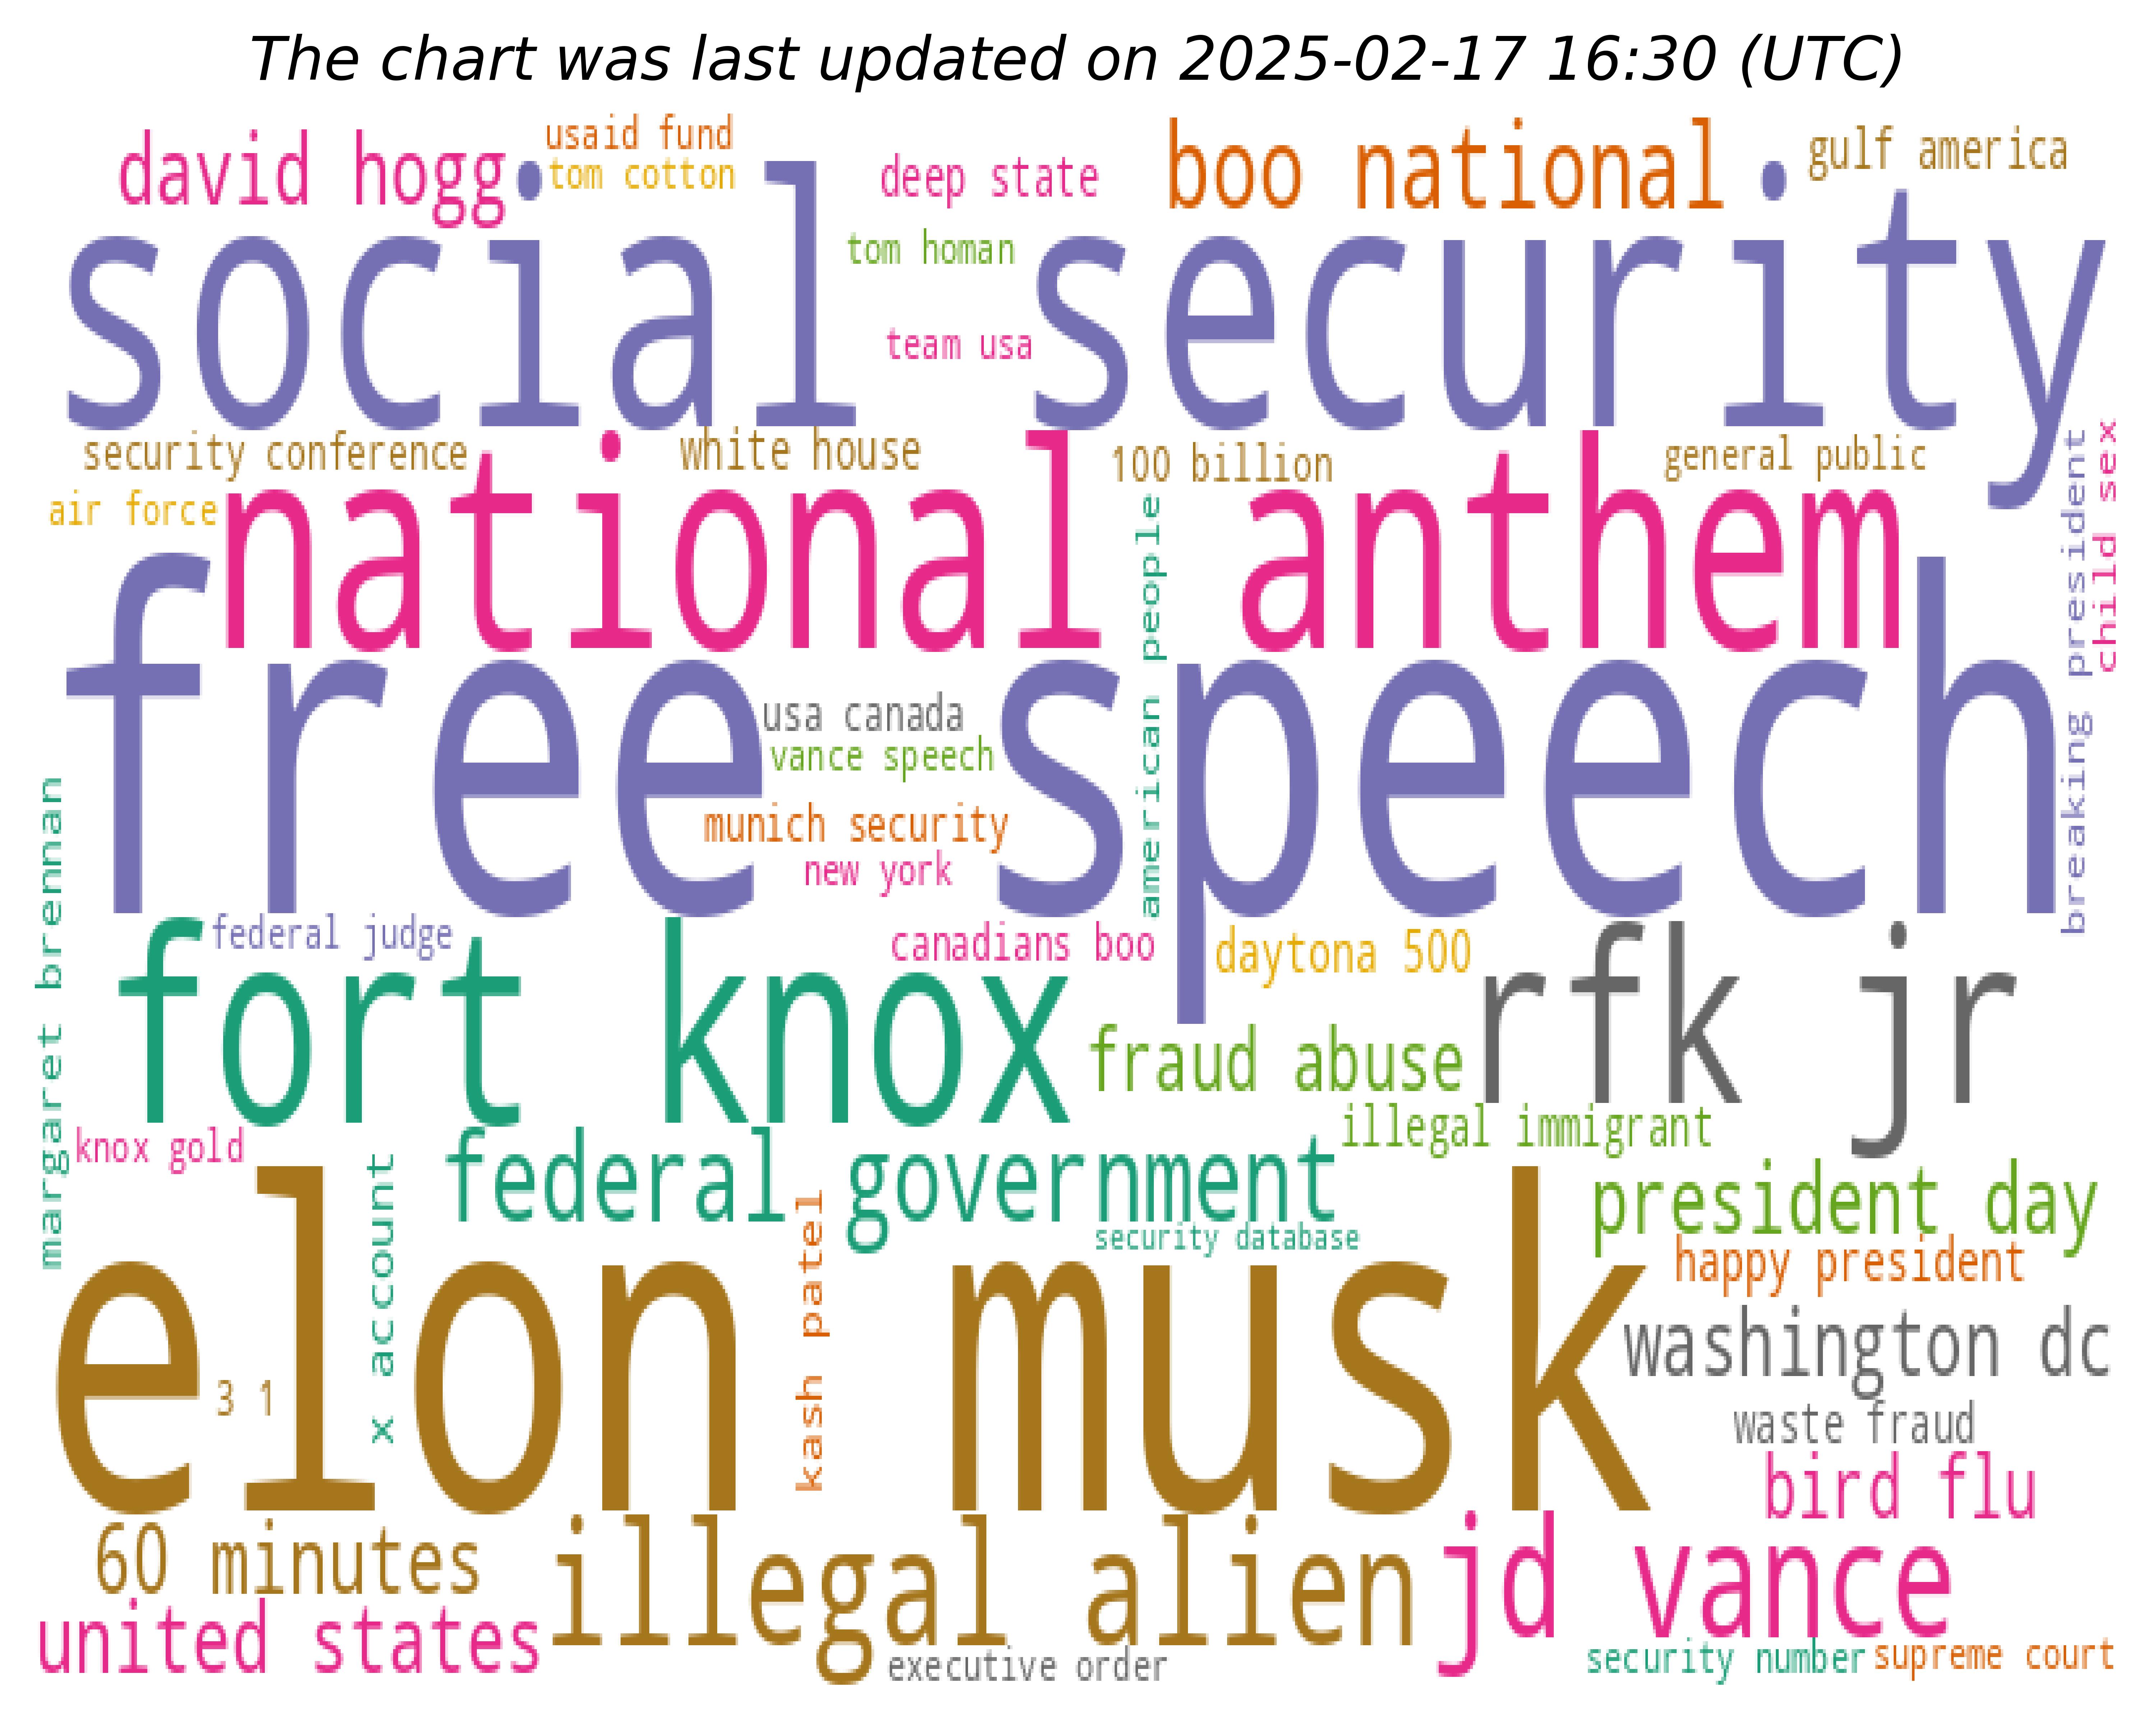 The chart was last updated on 2025-02-17 16:30 (UTC)
usaid fund
david hogg
tom cotton
deep state
boo national
gulf america
social security
tom homan
team usa
security conference
white house
100 billion
general public
child sex
air force
national anthem
american people
breaking president
free speech
usa canada
vance speech
munich security
new york
margaret brennan
federal judge
canadians boo
daytona 500
fort knox
rfk jr
fraud abuse
illegal immigrant
knox gold
federal government
president day
x account
kash patel
security database
happy president
elon musk
washington dc
3 1
waste fraud
bird flu
60 minutes
illegal alien
jd vance
united states
executive order
security number
supreme court